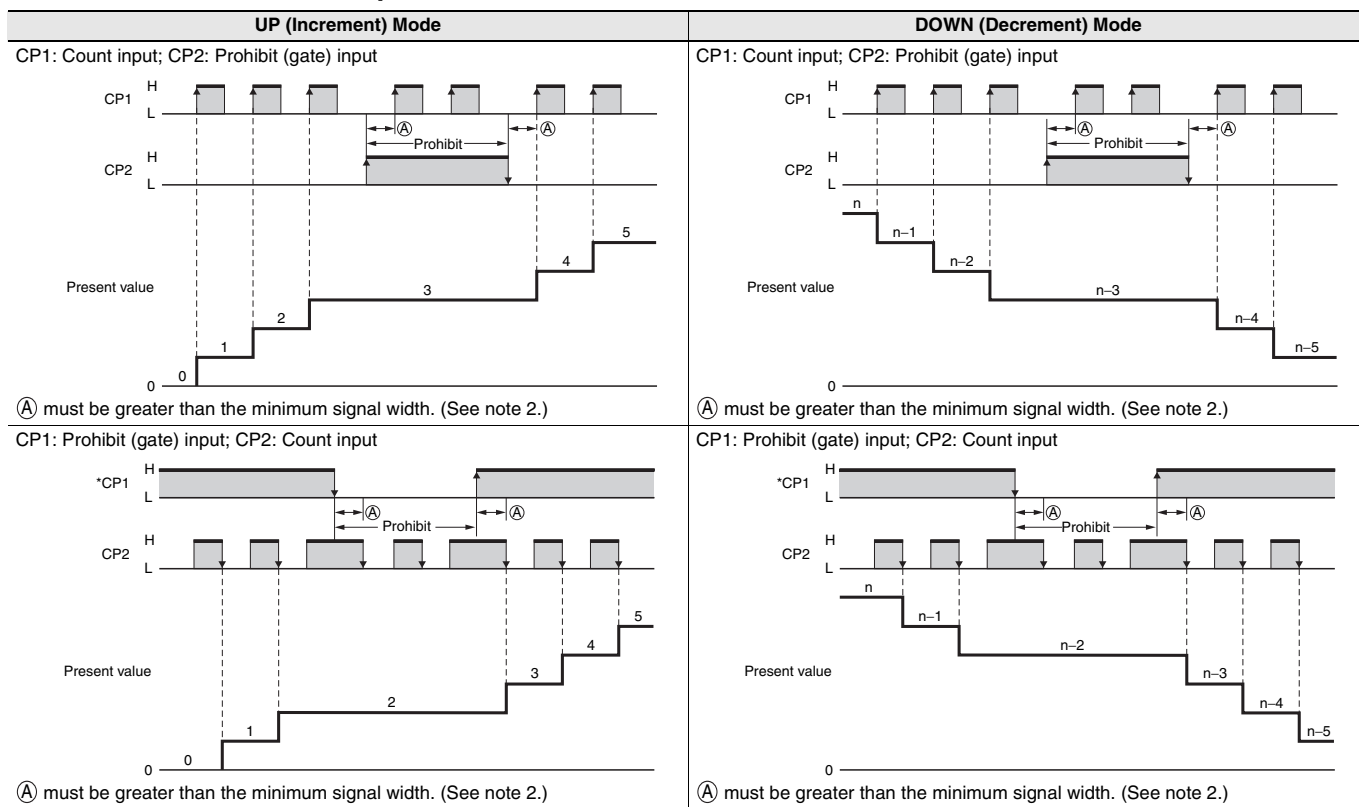 UP (Increment) Mode
DOWN (Decrement) Mode
CP1: Count input; CP2: Prohibit (gate) input
H
CP1
L
Ⓐ
Ⓐ
Prohibit
H
CP2
L
5
4
3
Present value
2
1
0
0
Ⓐ must be greater than the minimum signal width. (See note 2.)
CP1: Count input; CP2: Prohibit (gate) input
H
CP1
L
Ⓐ
Ⓐ
Prohibit
H
CP2
L
n
n–1
n–2
Present value
n–3
n–4
n–5
0
Ⓐ must be greater than the minimum signal width. (See note 2.)
CP1: Prohibit (gate) input; CP2: Count input
H
*CP1
L
Ⓐ
Ⓐ
Prohibit
H
CP2
L
5
4
Present value
3
2
1
0
0
Ⓐ must be greater than the minimum signal width. (See note 2.)
CP1: Prohibit (gate) input; CP2: Count input
H
*CP1
L
Ⓐ
Ⓐ
Prohibit
H
CP2
L
n
n–1
n–2
Present value
n–3
n–4
n–5
0
Ⓐ must be greater than the minimum signal width. (See note 2.)